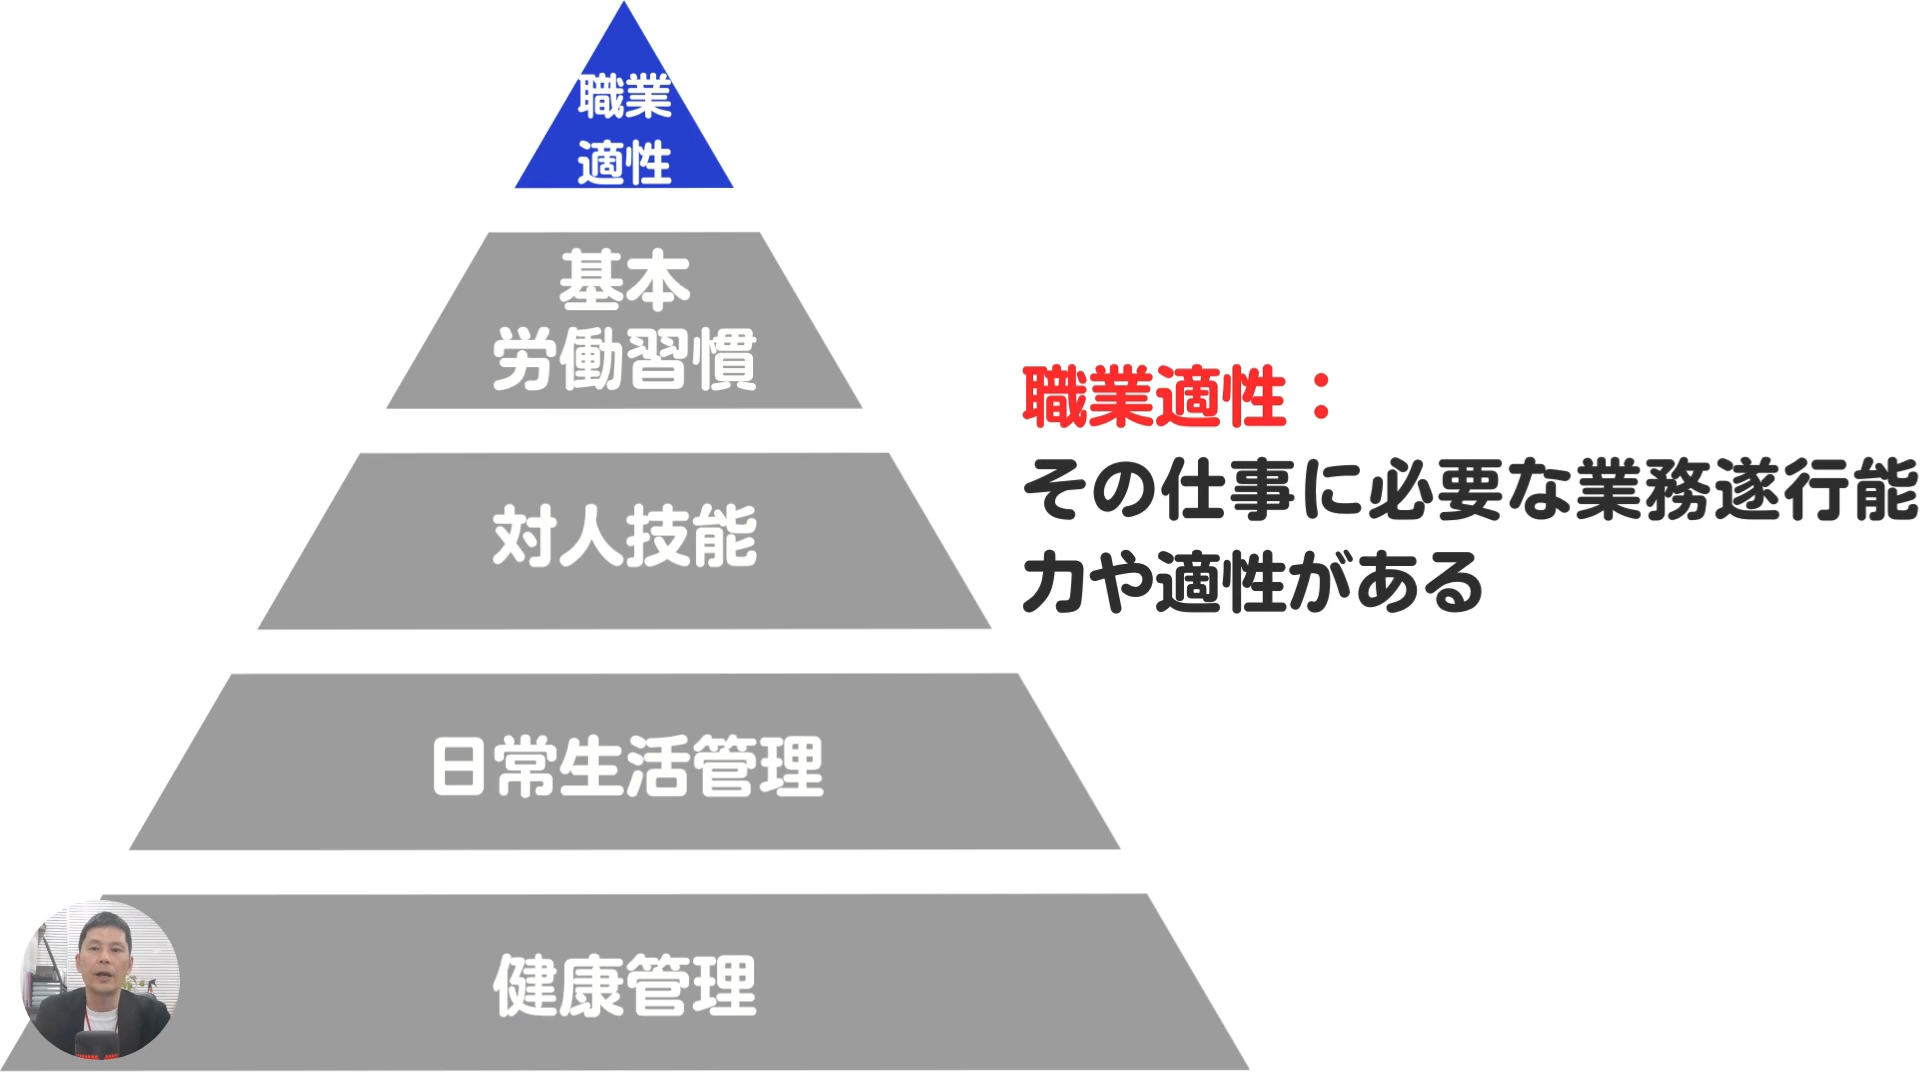 職業
適性
基本
労働習慣
対人技能
日常生活管理
健康管理
職業適性：
その仕事に必要な業務遂行能
力や適性がある